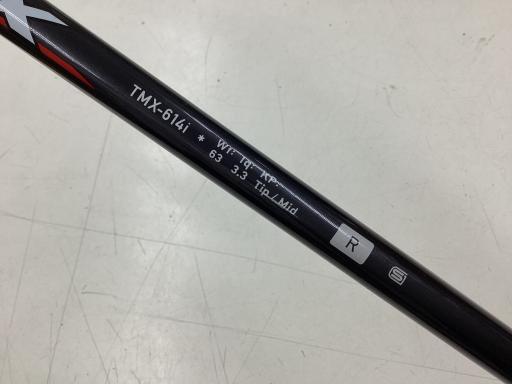 X
TMX-614i * Wt: Tq: KP:
63 3.3 Tip/Mid
R
S